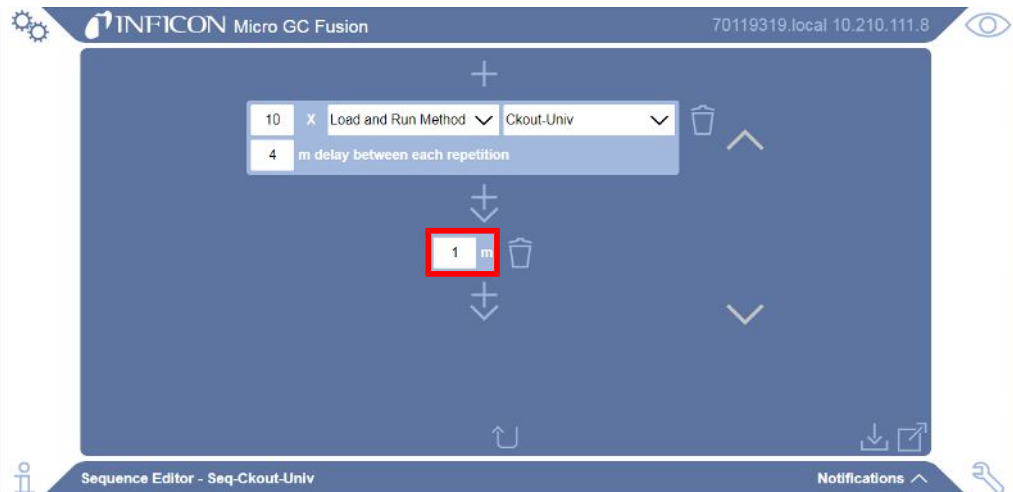 INFICON Micro GC Fusion
70119319.local 10.210.111.8
10 X Load and Run Method Ckout-Univ
4 m delay between each repetition
1 m
Sequence Editor - Seq-Ckout-Univ
Notifications